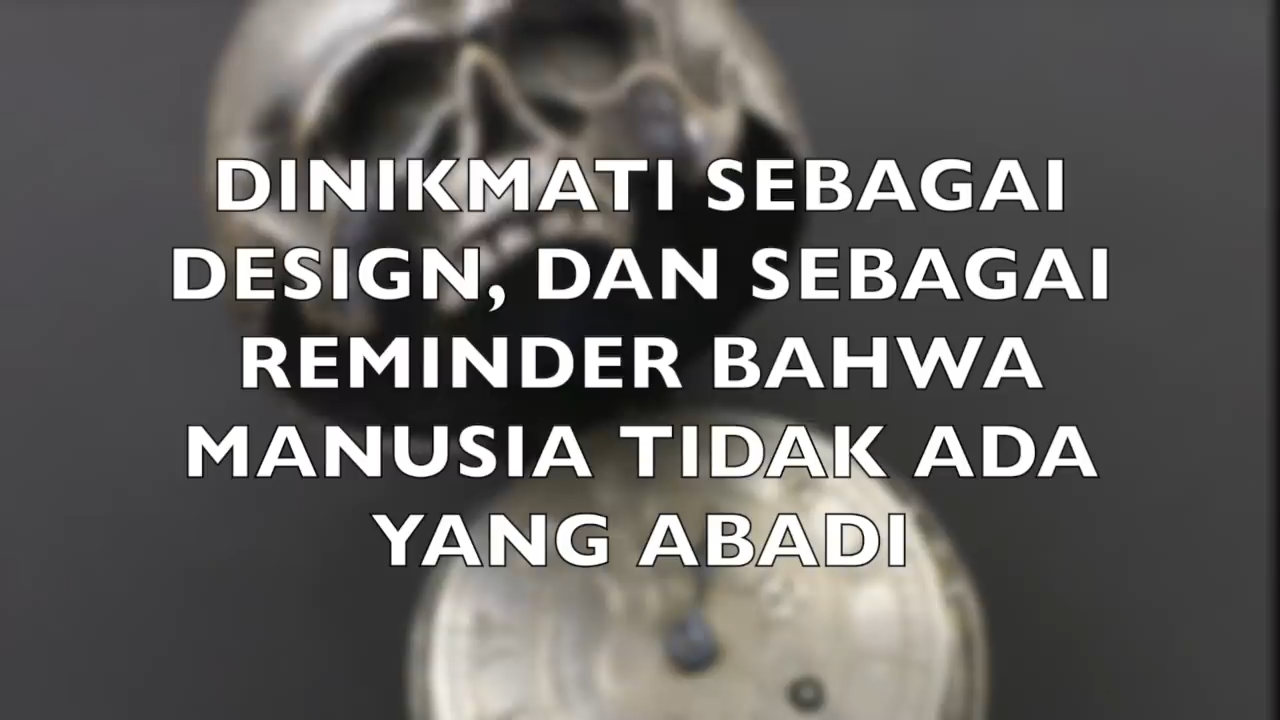 DINIKMATI SEBAGAI
DESIGN, DAN SEBAGAI
REMINDER BAHWA
MANUSIA TIDAK ADA
YANG ABADI